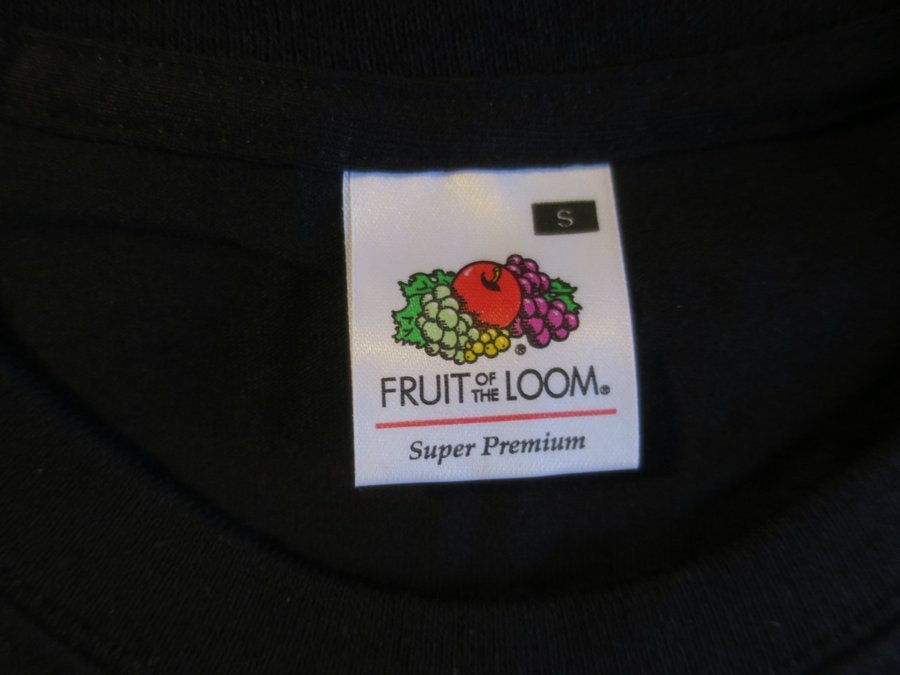 S
®
FRUIT OF THE LOOM®
Super Premium